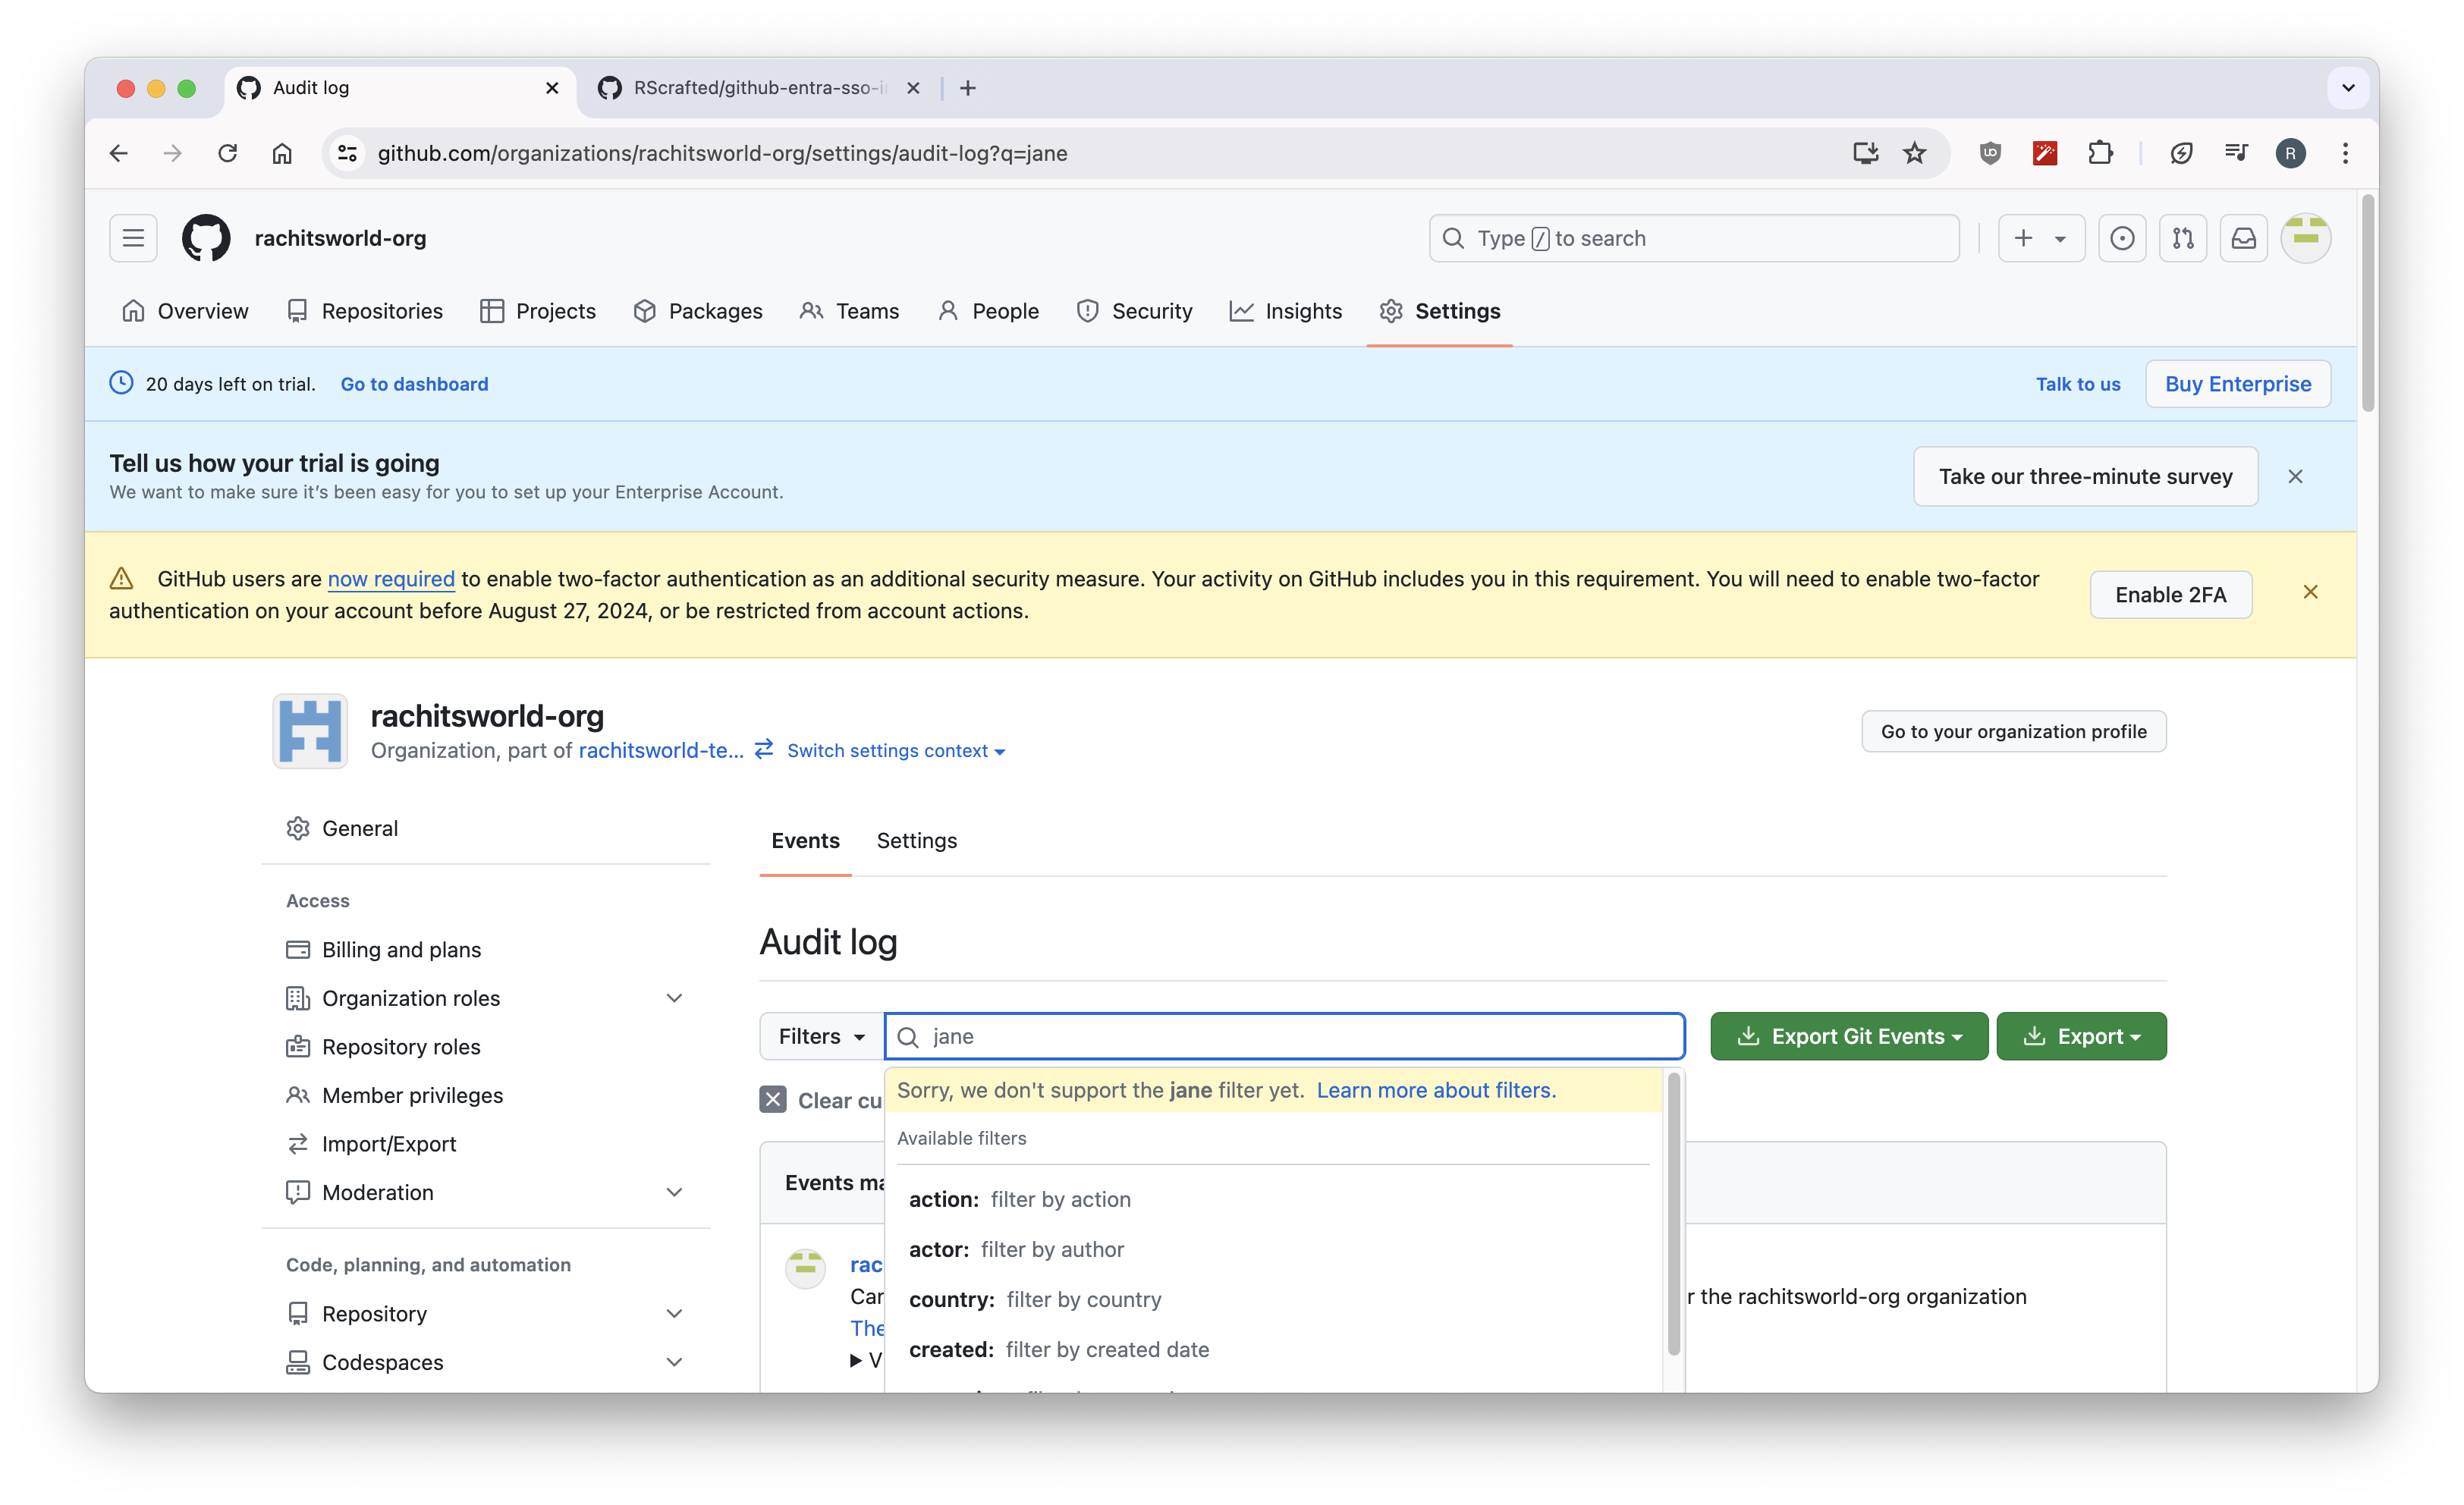 Audit log
RScrafted/github-entra-sso-i
github.com/organizations/rachitsworld-org/settings/audit-log?q=jane
R
rachitsworld-org
Type / to search
Overview
Repositories
Projects
Packages
Teams
People
Security
Insights
Settings
20 days left on trial. Go to dashboard
Talk to us
Buy Enterprise
Tell us how your trial is going
We want to make sure it's been easy for you to set up your Enterprise Account.
Take our three-minute survey
GitHub users are now required to enable two-factor authentication as an additional security measure. Your activity on GitHub includes you in this requirement. You will need to enable two-factor
authentication on your account before August 27, 2024, or be restricted from account actions.
Enable 2FA
rachitsworld-org
Organization, part of rachitsworld-te... Switch settings context
Go to your organization profile
General
Access
Billing and plans
Organization roles
Repository roles
Member privileges
Import/Export
Moderation
Code, planning, and automation
Repository
Codespaces
Events
Settings
Audit log
Filters
jane
Export Git Events
Export
Clear cu
Sorry, we don't support the jane filter yet. Learn more about filters.
Available filters
action: filter by action
actor: filter by author
country: filter by country
created: filter by created date
Events ma
rac
Car
r the rachitsworld-org organization
The
V